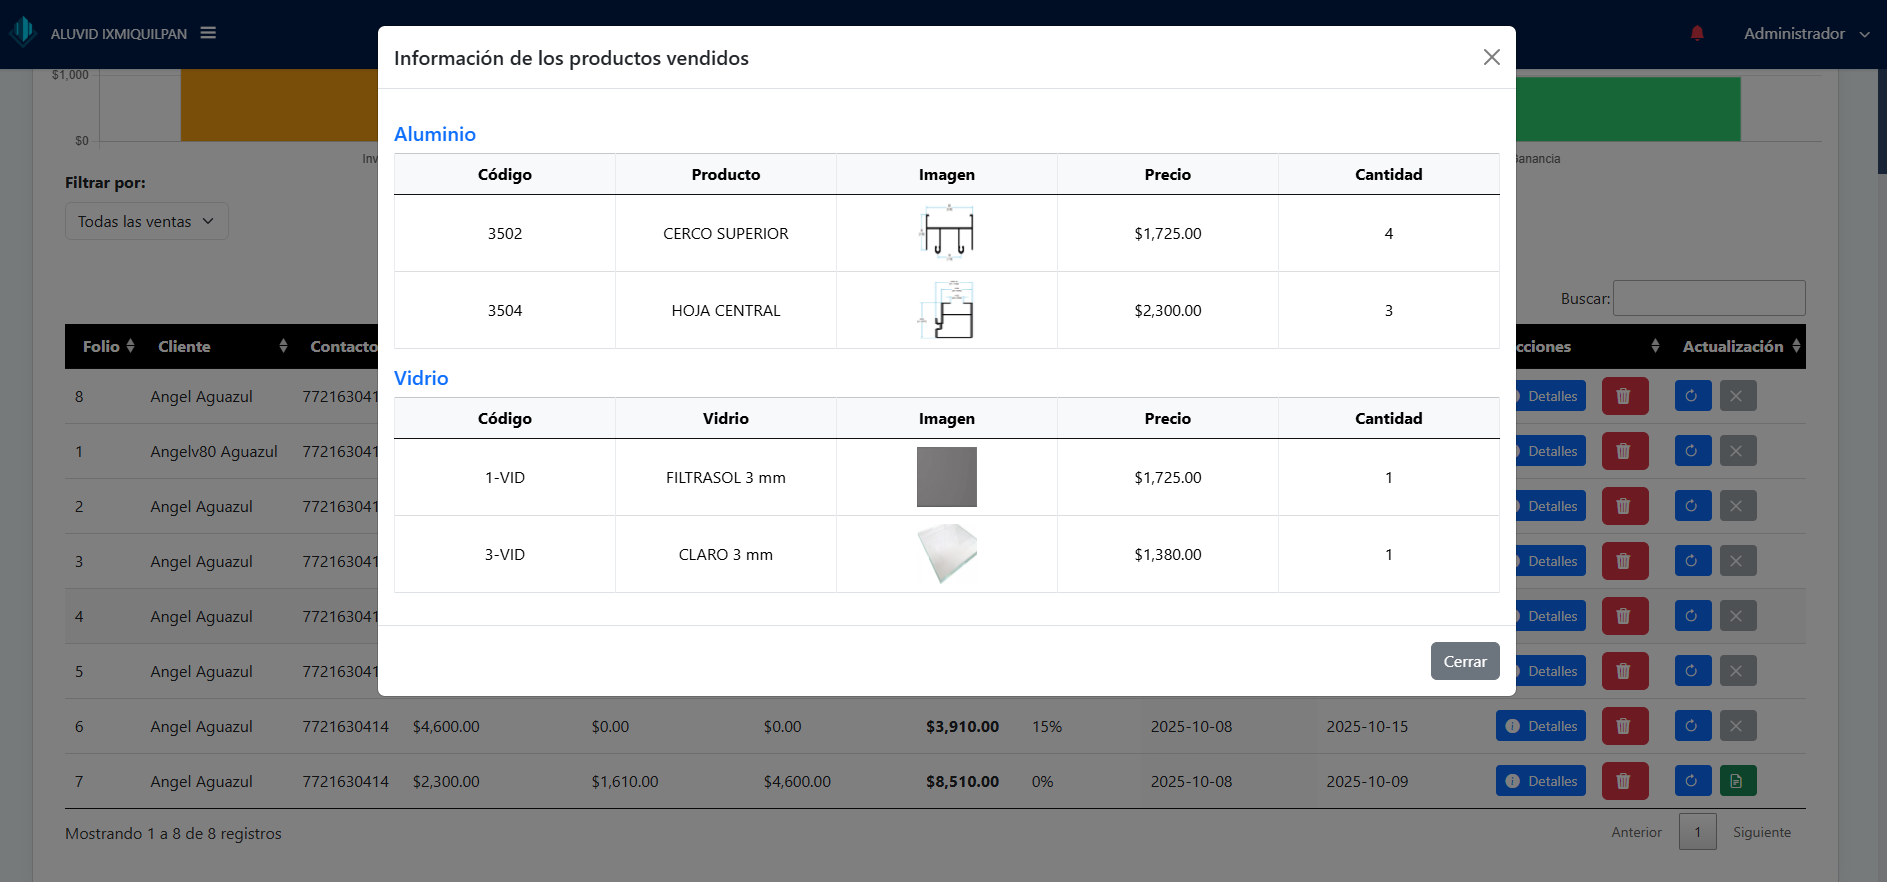 ALUVID IXMIQUILPAN
Administrador
Información de los productos vendidos
$1,000
$0
Inv
Ganancia
Filtrar por:
Todas las ventas
Aluminio
Código Producto Imagen Precio Cantidad
3502 CERCO SUPERIOR $1,725.00 4
3504 HOJA CENTRAL $2,300.00 3
Vidrio
Código Vidrio Imagen Precio Cantidad
1-VID FILTRASOL 3 mm $1,725.00 1
3-VID CLARO 3 mm $1,380.00 1
Cerrar
Buscar:
Folio Cliente Contacto cciones Actualización
8 Angel Aguazul 772163041 Detalles
1 Angelv80 Aguazul 772163041 Detalles
2 Angel Aguazul 772163041 Detalles
3 Angel Aguazul 772163041 Detalles
4 Angel Aguazul 772163041 Detalles
5 Angel Aguazul 772163041 Detalles
6 Angel Aguazul 7721630414 $4,600.00 $0.00 $0.00 $3,910.00 15% 2025-10-08 2025-10-15 Detalles
7 Angel Aguazul 7721630414 $2,300.00 $1,610.00 $4,600.00 $8,510.00 0% 2025-10-08 2025-10-09 Detalles
Mostrando 1 a 8 de 8 registros
Anterior 1 Siguiente